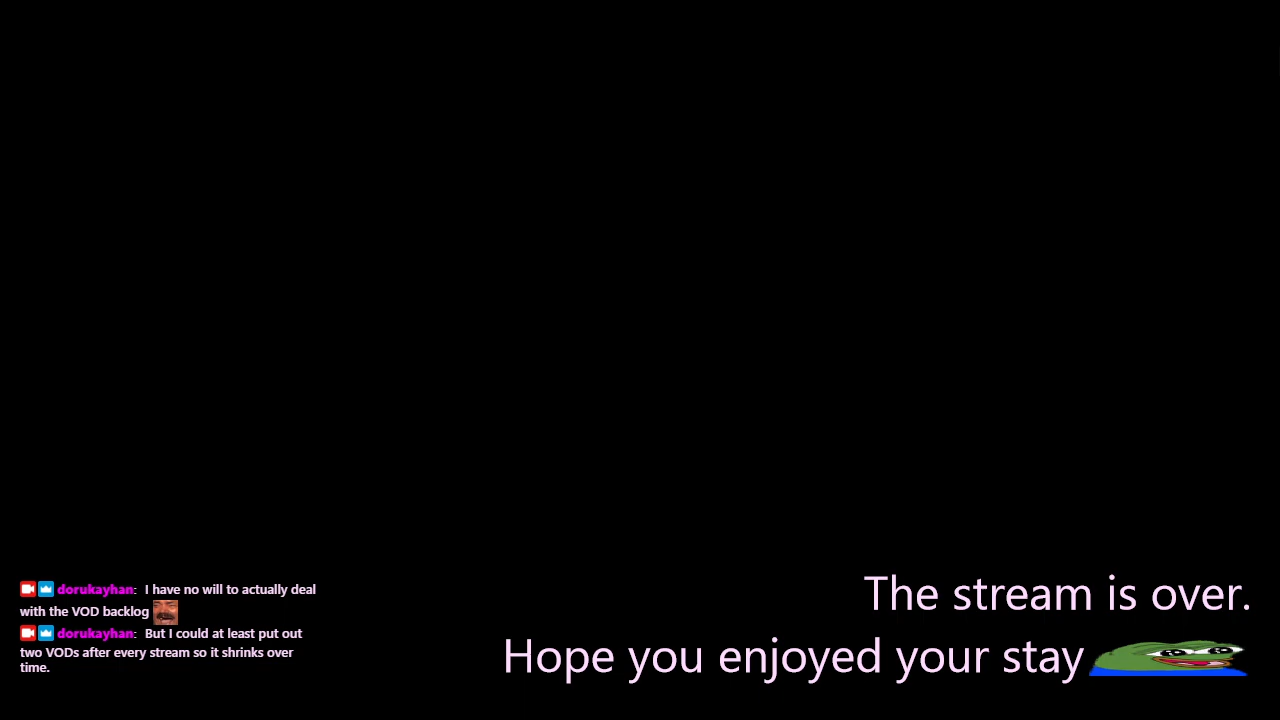 dorukayhan: I have no will to actually deal
with the VOD backlog
dorukayhan: But I could at least put out
two VODs after every stream so it shrinks over
time.
The stream is over.
Hope you enjoyed your stay